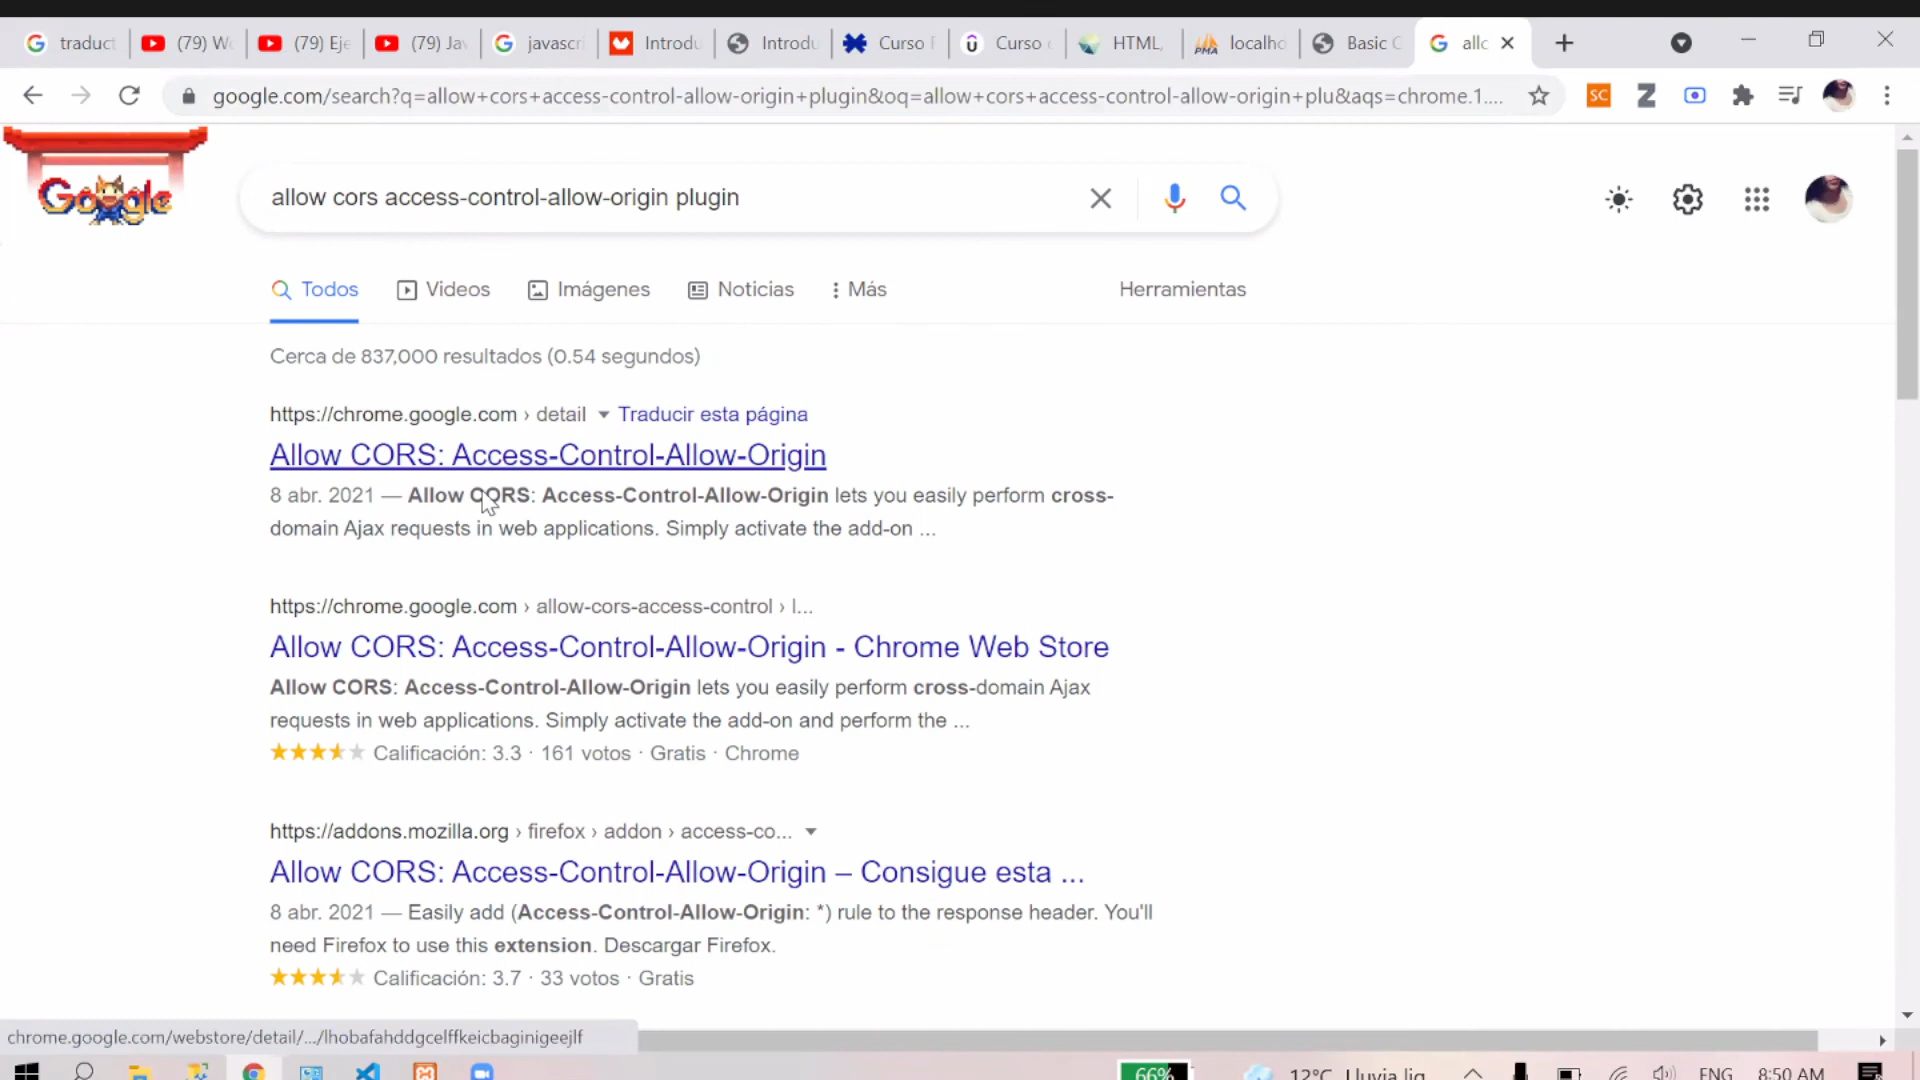 traduct
(79) W
(79) Eje
(79) Ja
javascri
Introdu
Introdu
Curso
Curso
HTML,
localho
Basic C
allo
google.com/search?q=allow+cors+access-control-allow-origin+plugin&oq=allow+cors+access-control-allow-origin+plu&aqs=chrome.1....
SC
Z
Google
allow cors access-control-allow-origin plugin
Todos
Videos
Imágenes
Noticias
Más
Herramientas
Cerca de 837,000 resultados (0.54 segundos)
https://chrome.google.com › detail Traducir esta página
Allow CORS: Access-Control-Allow-Origin
8 abr. 2021 — Allow CORS: Access-Control-Allow-Origin lets you easily perform cross-
domain Ajax requests in web applications. Simply activate the add-on ...
https://chrome.google.com › allow-cors-access-control › l...
Allow CORS: Access-Control-Allow-Origin - Chrome Web Store
Allow CORS: Access-Control-Allow-Origin lets you easily perform cross-domain Ajax
requests in web applications. Simply activate the add-on and perform the ...
Calificación: 3.3 · 161 votos · Gratis · Chrome
https://addons.mozilla.org › firefox › addon › access-co...
Allow CORS: Access-Control-Allow-Origin – Consigue esta ...
8 abr. 2021 — Easily add (Access-Control-Allow-Origin: *) rule to the response header. You'll
need Firefox to use this extension. Descargar Firefox.
Calificación: 3.7 · 33 votos · Gratis
chrome.google.com/webstore/detail/.../lhobafahddgcelffkeicbaginigeejlf
66%
12°C Lluvia lig
ENG
8:50 AM